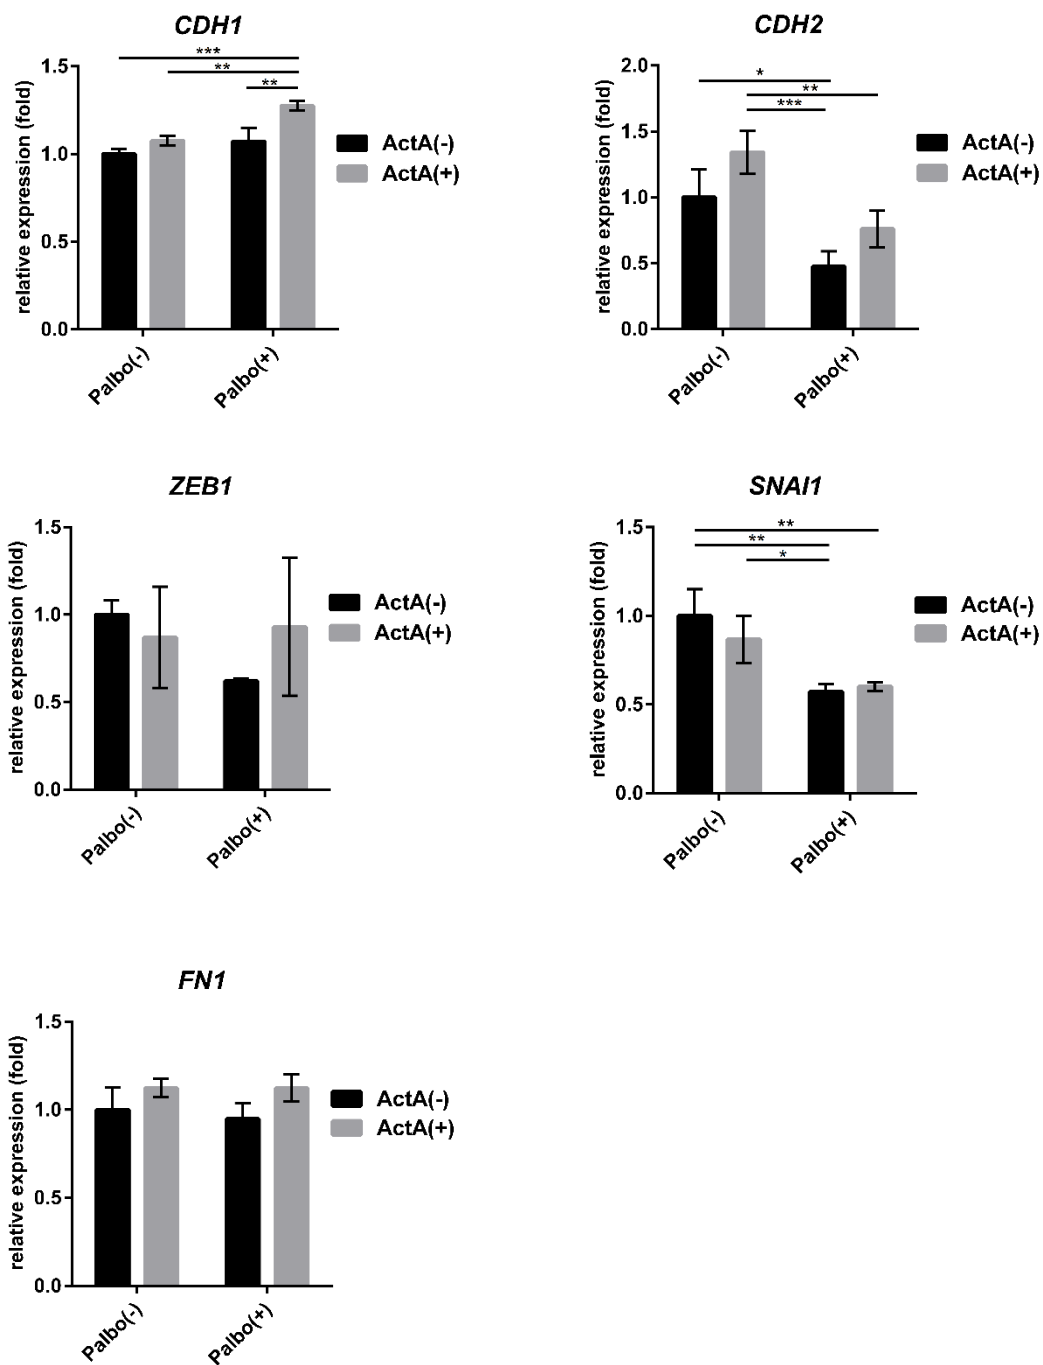 CDH1
relative expression (fold)
1.5
1.0
0.5
0.0
***
**
**
ActA(-)
ActA(+)
Palbo(-)
Palbo(+)
CDH2
relative expression (fold)
2.0
1.5
1.0
0.5
0.0
*
**
***
ActA(-)
ActA(+)
Palbo(-)
Palbo(+)
ZEB1
relative expression (fold)
1.5
1.0
0.5
0.0
ActA(-)
ActA(+)
Palbo(-)
Palbo(+)
SNAI1
relative expression (fold)
1.5
1.0
0.5
0.0
**
**
*
ActA(-)
ActA(+)
Palbo(-)
Palbo(+)
FN1
relative expression (fold)
1.5
1.0
0.5
0.0
ActA(-)
ActA(+)
Palbo(-)
Palbo(+)